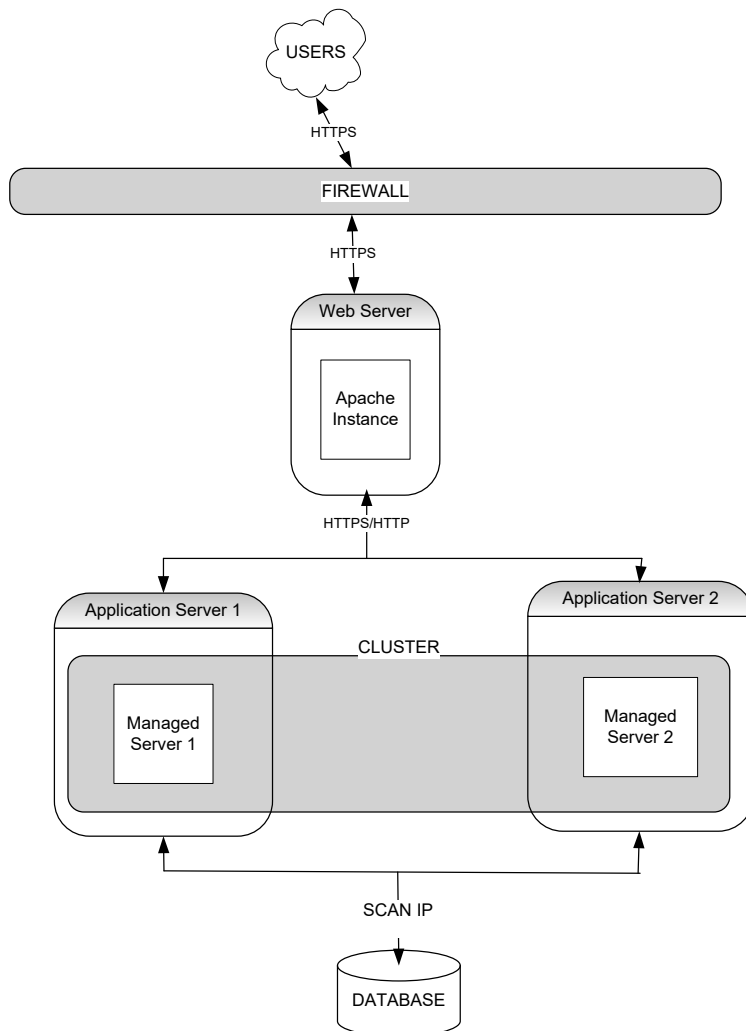 USERS
HTTPS
FIREWALL
HTTPS
Web Server
Apache
Instance
HTTPS/HTTP
Application Server 1
Application Server 2
CLUSTER
Managed
Server 1
Managed
Server 2
SCAN IP
DATABASE